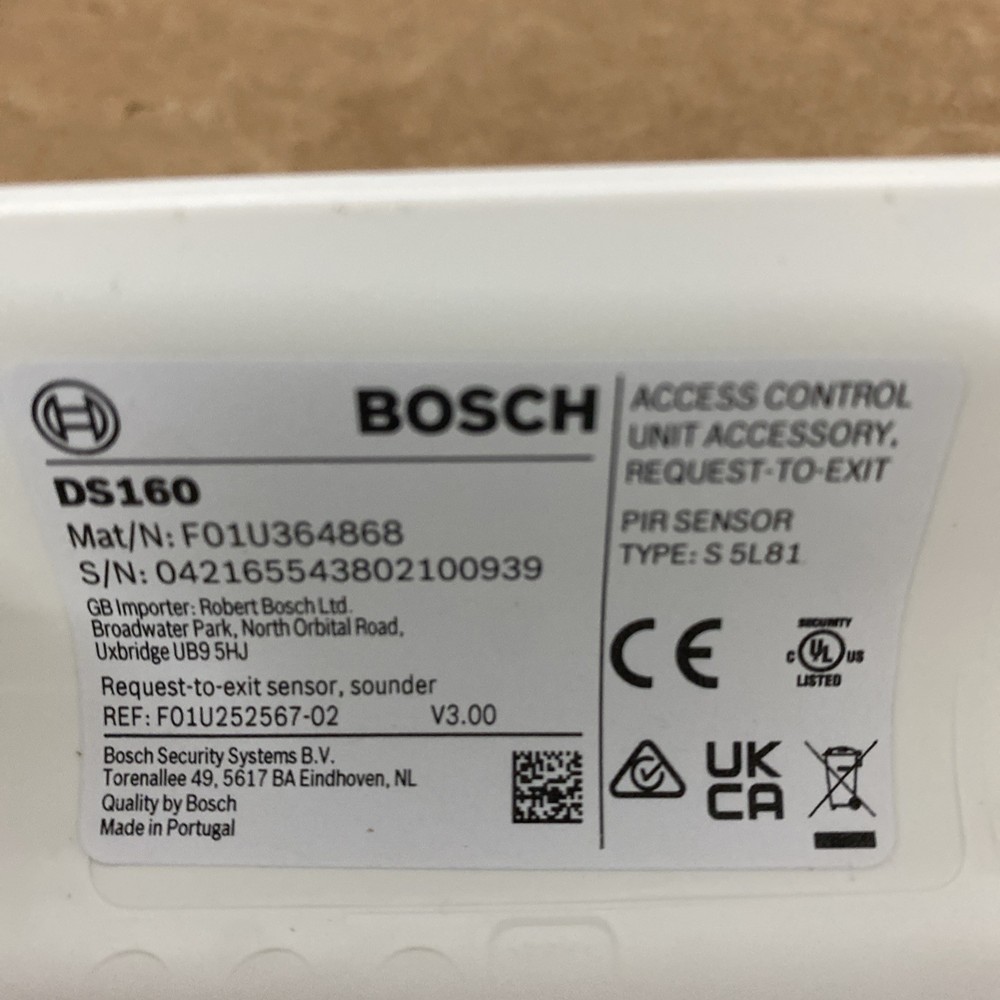 BOSCH
DS160
Mat/N: F01U364868
S/N: 042165543802100939
GB Importer: Robert Bosch Ltd.
Broadwater Park, North Orbital Road,
Uxbridge UB9 5HJ
Request-to-exit sensor, sounder
REF: F01U252567-02 V3.00
Bosch Security Systems B.V.
Torenallee 49, 5617 BA Eindhoven, NL
Quality by Bosch
Made in Portugal
ACCESS CONTROL
UNIT ACCESSORY,
REQUEST-TO-EXIT
PIR SENSOR
TYPE: S 5L81
CE
SECURITY
C UL US
LISTED
UK
CA